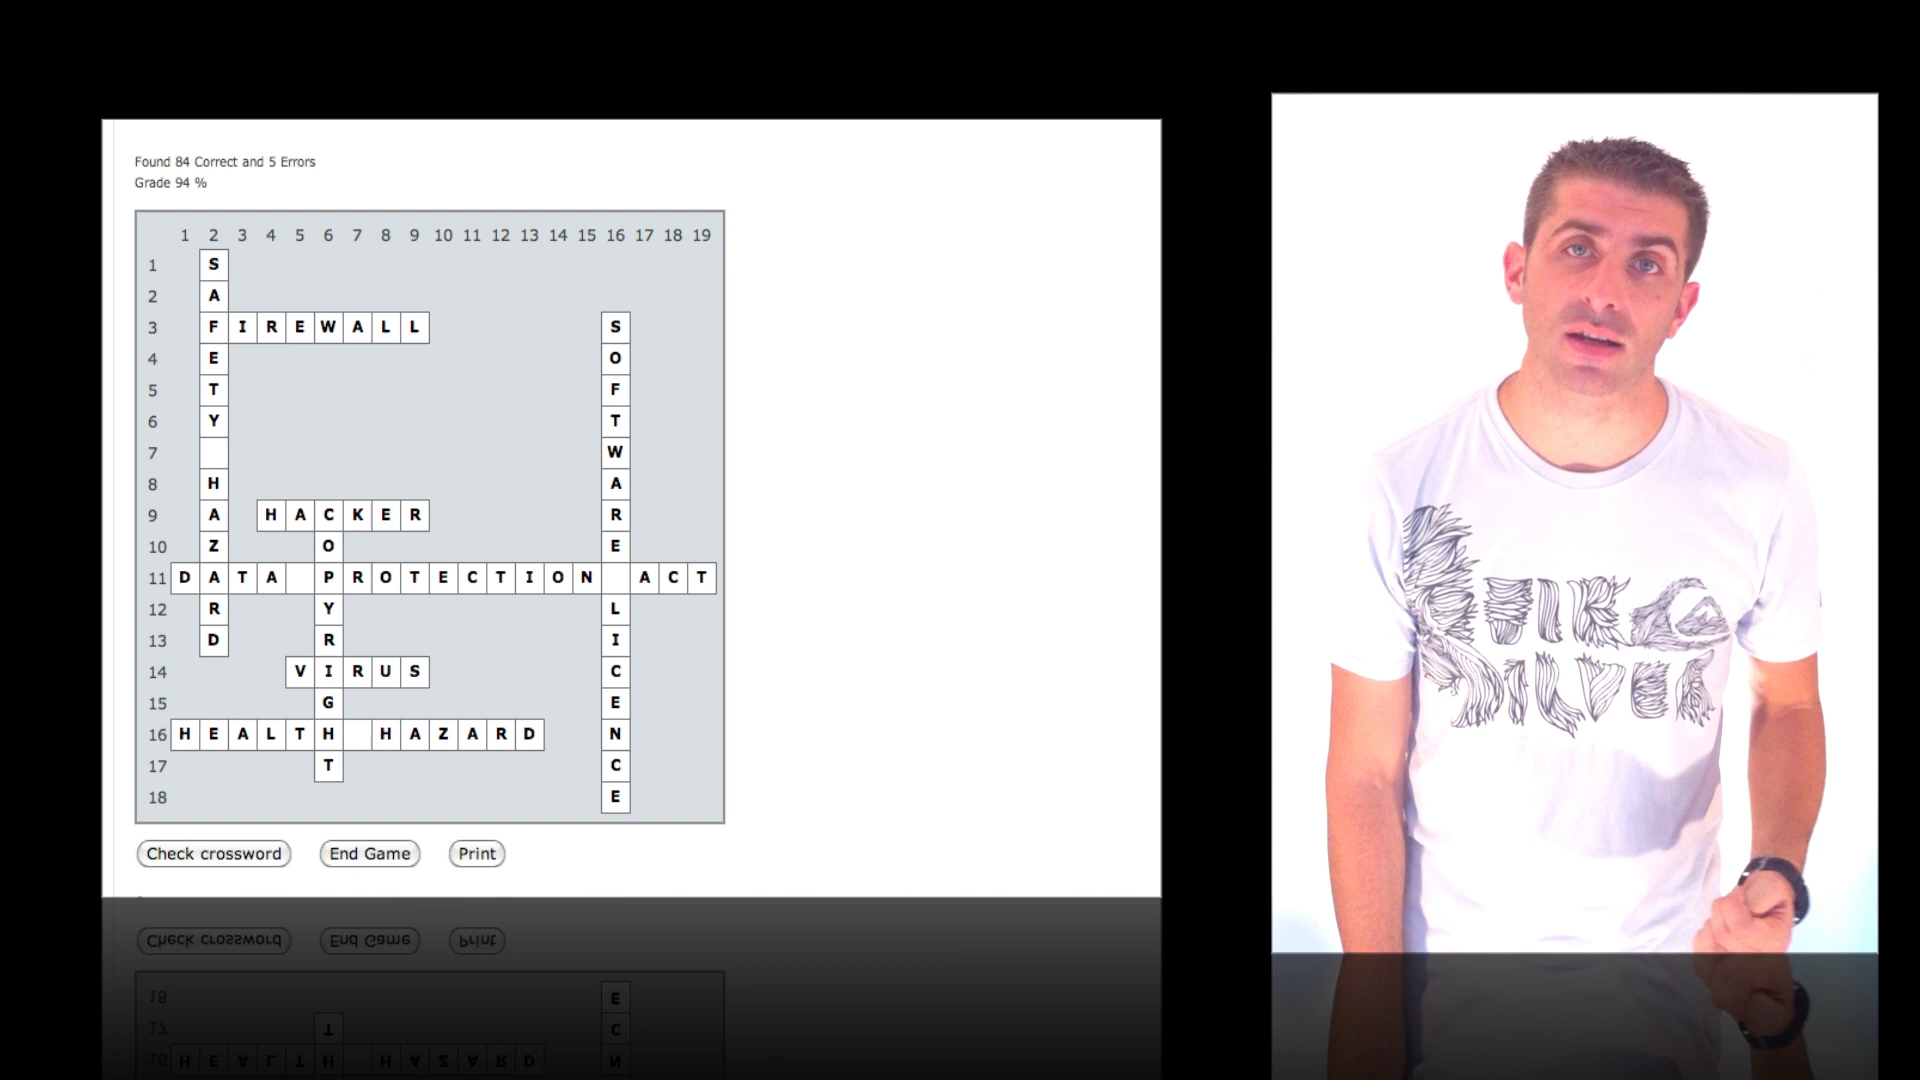 Found 84 Correct and 5 Errors
Grade 94 %
1 2 3 4 5 6 7 8 9 10 11 12 13 14 15 16 17 18 19
1 S
2 A
3 F I R E W A L L S
4 E O
5 T F
6 Y T
7 W
8 H A
9 A H A C K E R R
10 Z O E
11 D A T A P R O T E C T I O N A C T
12 R Y L
13 D R I
14 V I R U S C
15 G E
16 H E A L T H H A Z A R D N
17 T C
18 E
Check crossword End Game Print
QUIK
SILVER